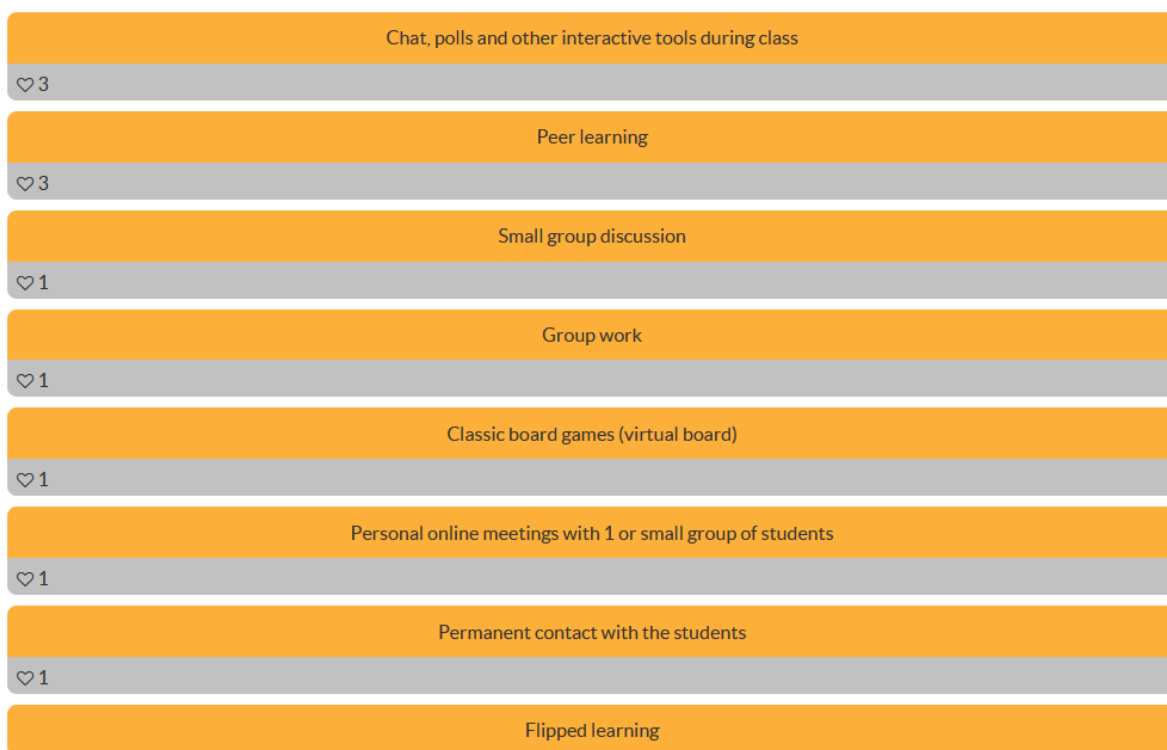 Chat, polls and other interactive tools during class
♡ 3
Peer learning
♡ 3
Small group discussion
♡ 1
Group work
♡ 1
Classic board games (virtual board)
♡ 1
Personal online meetings with 1 or small group of students
♡ 1
Permanent contact with the students
♡ 1
Flipped learning